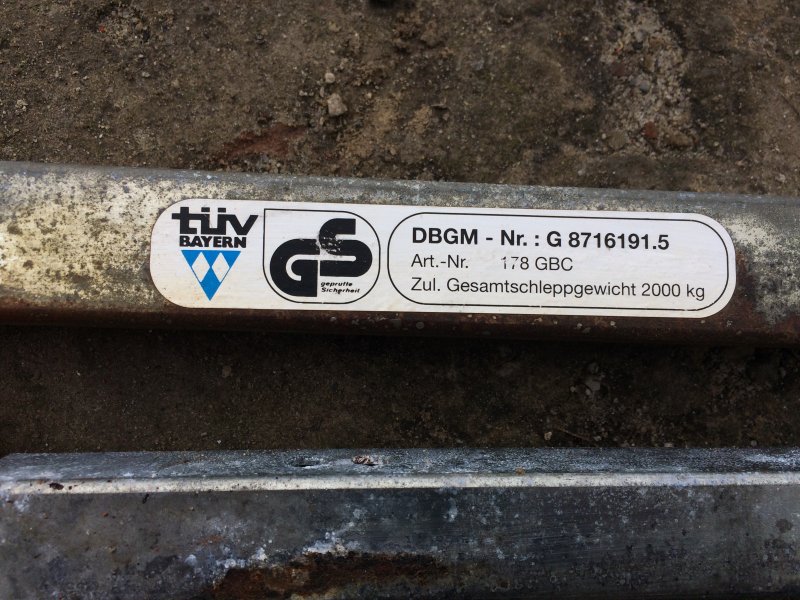 tüv
BAYERN
GS
geprüfte
Sicherheit
DBGM - Nr. : G 8716191.5
Art.-Nr. 178 GBC
Zul. Gesamtschleppgewicht 2000 kg